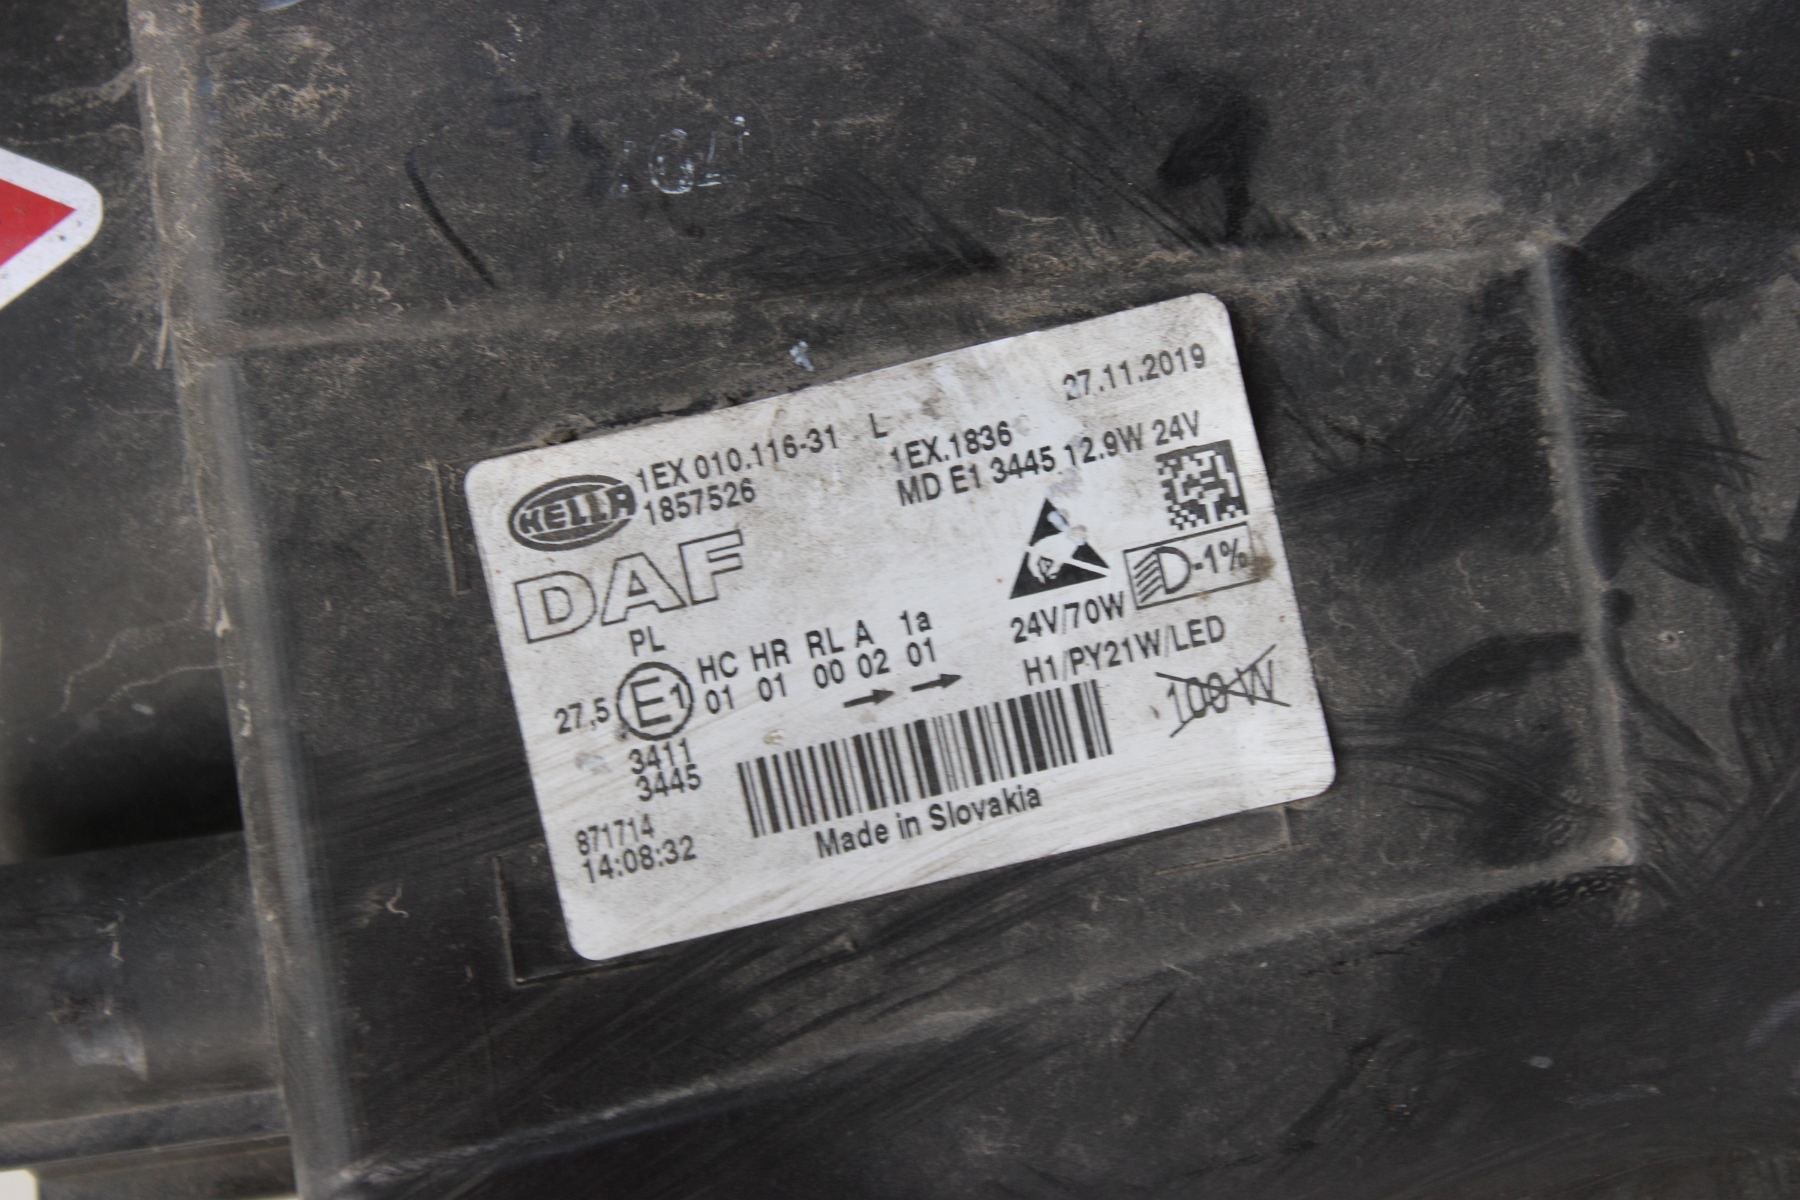 HELLA
1EX 010.116-31 L 27.11.2019
1857526 1EX.1836
MD E1 3445 12.9W 24V
DAF
D-1%
PL
24V/70W
HC HR RL A 1a
H1/PY21W/LED
27,5 E1 01 01 00 02 01
100 W
3411
3445
871714
14:08:32
Made in Slovakia